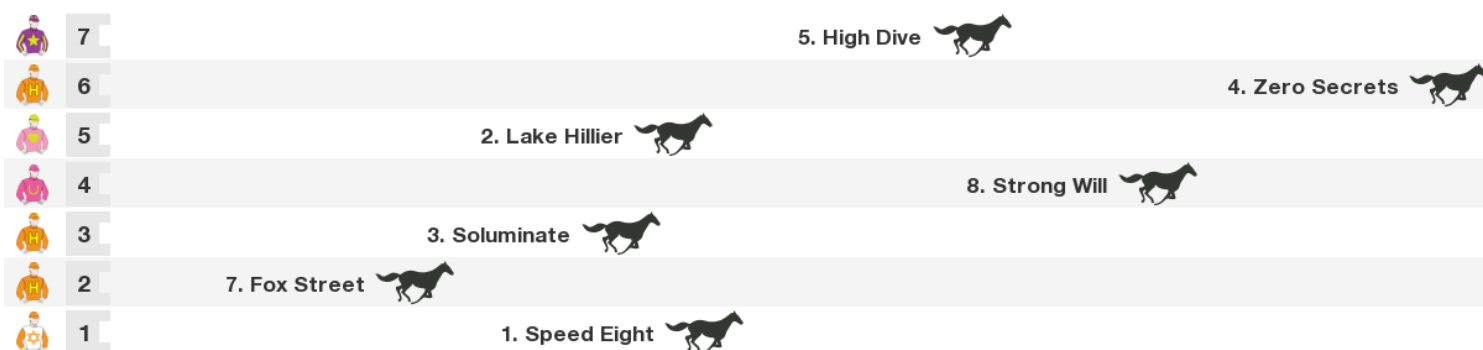 7 5. High Dive
6 4. Zero Secrets
5 2. Lake Hillier
4 8. Strong Will
3 3. Soluminate
2 7. Fox Street
1 1. Speed Eight